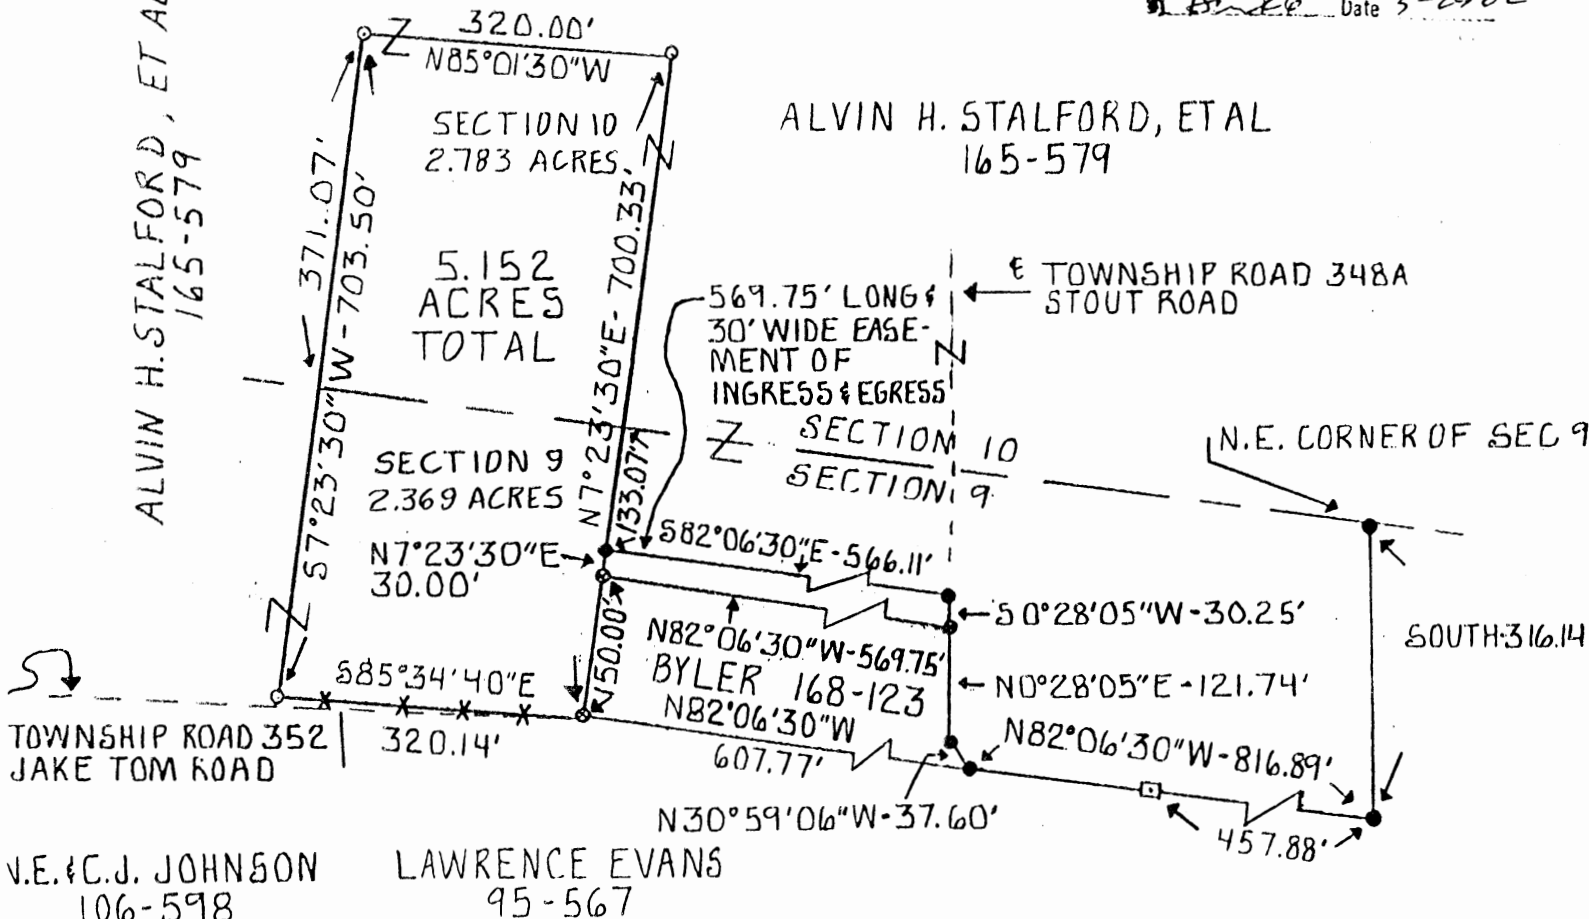 Date
320.00'
N85°01'30"W
ALVIN H. STALFORD, ET AL
165-579
371.07'
S7°23'30"W-703.50'
SECTION 10
2.783 ACRES
N7°23'30"E-700.33'
ALVIN H. STALFORD, ET AL
165-579
5.152
ACRES
TOTAL
569.75' LONG &
30' WIDE EASE-
MENT OF
INGRESS & EGRESS
℄ TOWNSHIP ROAD 348A
STOUT ROAD
SECTION 10
SECTION 9
N.E. CORNER OF SEC 9
SECTION 9
2.369 ACRES
133.07'
N7°23'30"E
30.00'
S82°06'30"E-566.11'
S0°28'05"W-30.25'
SOUTH-316.14
150.00'
N82°06'30"W-569.75'
BYLER 168-123
N82°06'30"W
607.77'
N0°28'05"E-121.74'
N82°06'30"W-816.89'
S85°34'40"E
320.14'
TOWNSHIP ROAD 352
JAKE TOM ROAD
N30°59'06"W-37.60'
457.88'
.E. & C.J. JOHNSON
106-598
LAWRENCE EVANS
95-567